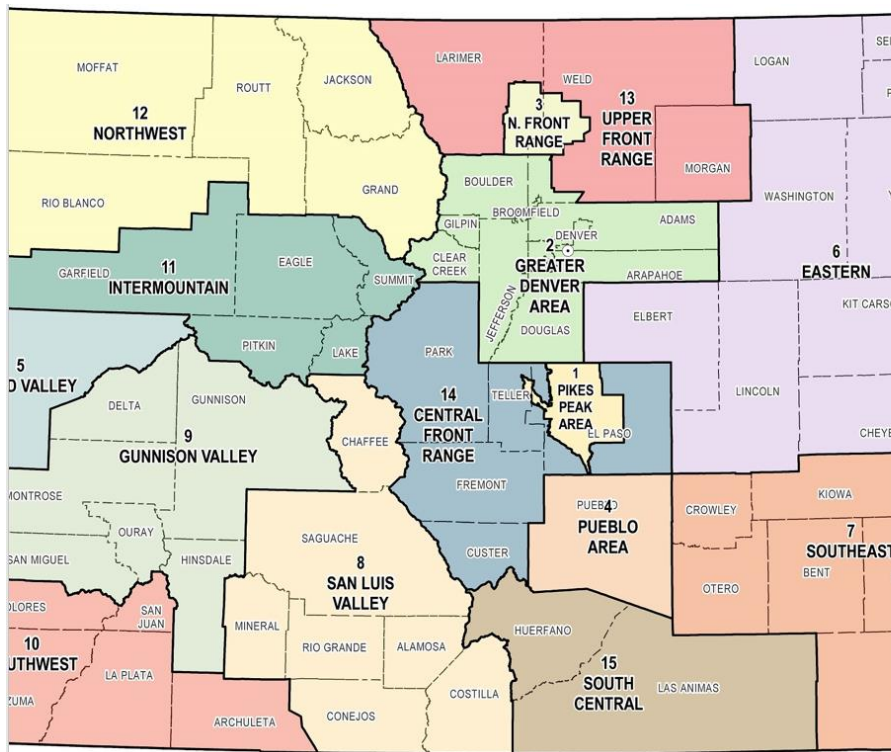 MOFFAT
ROUTT
JACKSON
12
NORTHWEST
RIO BLANCO
GRAND
LARIMER
WELD
3
N. FRONT
RANGE
13
UPPER
FRONT
RANGE
MORGAN
LOGAN
WASHINGTON
6
EASTERN
KIT CARSO
ELBERT
LINCOLN
CHEYE
BOULDER
BROOMFIELD
GILPIN
CLEAR
CREEK
DENVER
ADAMS
2
GREATER
DENVER
AREA
ARAPAHOE
JEFFERSON
DOUGLAS
GARFIELD
11
INTERMOUNTAIN
EAGLE
SUMMIT
PITKIN
LAKE
5
D VALLEY
DELTA
GUNNISON
9
GUNNISON VALLEY
MONTROSE
OURAY
SAN MIGUEL
HINSDALE
PARK
TELLER
14
CENTRAL
FRONT
RANGE
FREMONT
CUSTER
1
PIKES
PEAK
AREA
EL PASO
CHAFFEE
SAGUACHE
8
SAN LUIS
VALLEY
MINERAL
RIO GRANDE
ALAMOSA
CONEJOS
COSTILLA
PUEBLO
4
PUEBLO
AREA
CROWLEY
KIOWA
7
SOUTHEAST
OTERO
BENT
HUERFANO
15
SOUTH
CENTRAL
LAS ANIMAS
DOLORES
SAN
JUAN
10
UTHWEST
ZUMA
LA PLATA
ARCHULETA